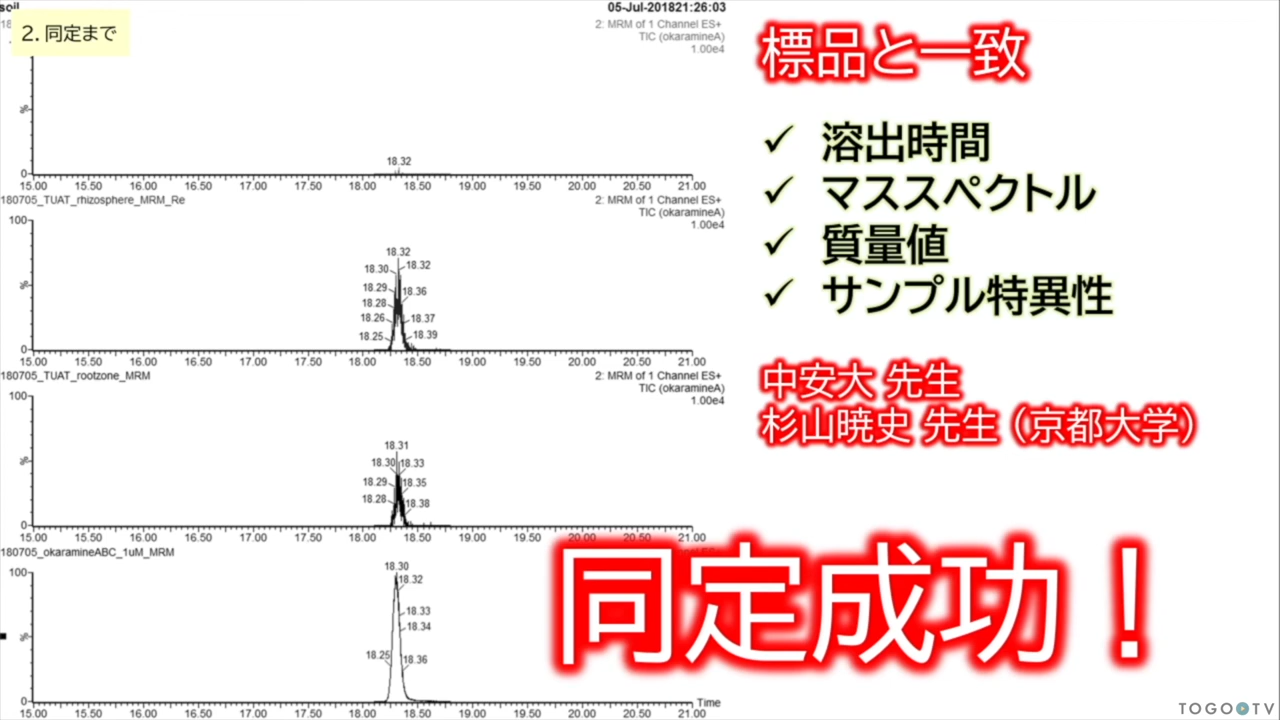 soil
05-Jul-201821:26:03
2. 同定まで
2: MRM of 1 Channel ES+
TIC (okaramineA)
1.00e4
%
18.32
0
15.00 15.50 16.00 16.50 17.00 17.50 18.00 18.50 19.00 19.50 20.00 20.50 21.00
180705_TUAT_rhizosphere_MRM_Re
2: MRM of 1 Channel ES+
TIC (okaramineA)
1.00e4
100
%
0
18.32
18.30 18.32
18.29
18.36
18.28
18.26 18.37
18.25 18.39
15.00 15.50 16.00 16.50 17.00 17.50 18.00 18.50 19.00 19.50 20.00 20.50 21.00
180705_TUAT_rootzone_MRM
2: MRM of 1 Channel ES+
TIC (okaramineA)
1.00e4
100
%
0
18.31
18.30 18.33
18.29 18.35
18.28
18.38
15.00 15.50 16.00 16.50 17.00 17.50 18.00 18.50 19.00 19.50 20.00 20.50 21.00
180705_okaramineABC_1uM_MRM
100
%
0
18.30
18.32
18.33
18.34
18.25
18.36
Time
15.00 15.50 16.00 16.50 17.00 17.50 18.00 18.50 19.00 19.50 20.00 20.50 21.00
標品と一致
✓ 溶出時間
✓ マススペクトル
✓ 質量値
✓ サンプル特異性
中安大 先生
杉山暁史 先生（京都大学）
同定成功！
TOGO TV